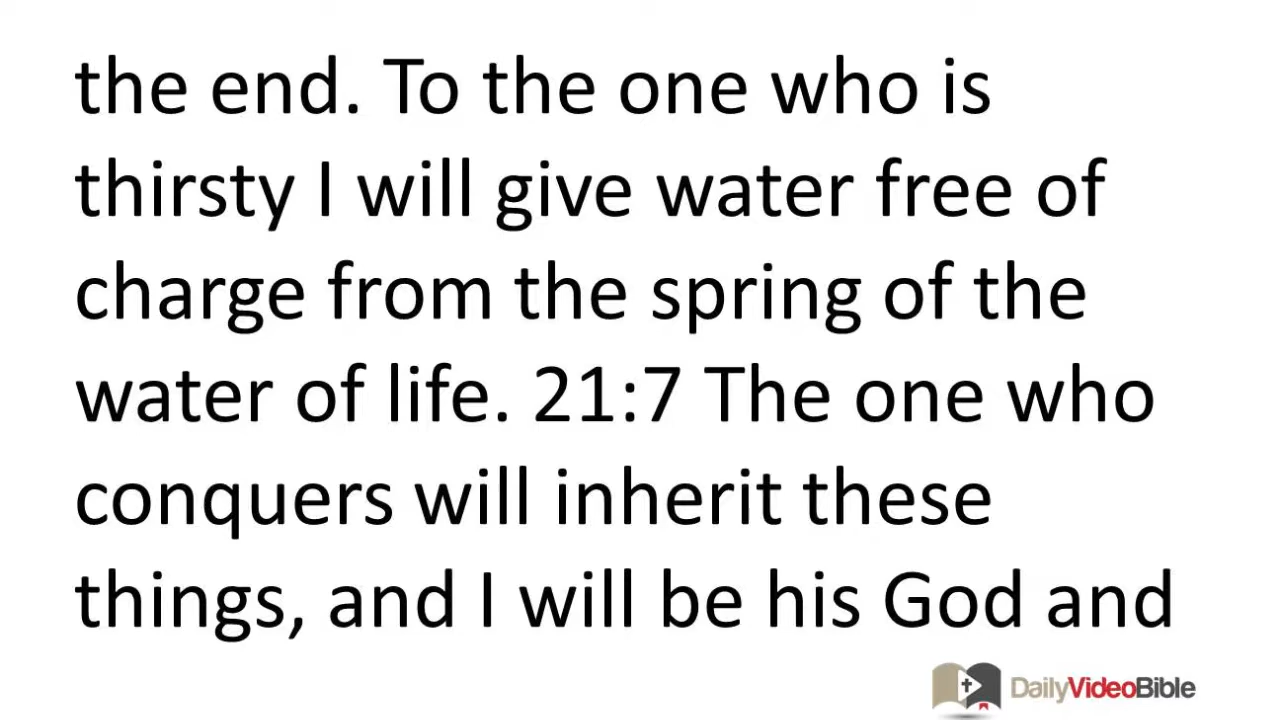 the end. To the one who is
thirsty I will give water free of
charge from the spring of the
water of life. 21:7 The one who
conquers will inherit these
things, and I will be his God and
DailyVideoBible